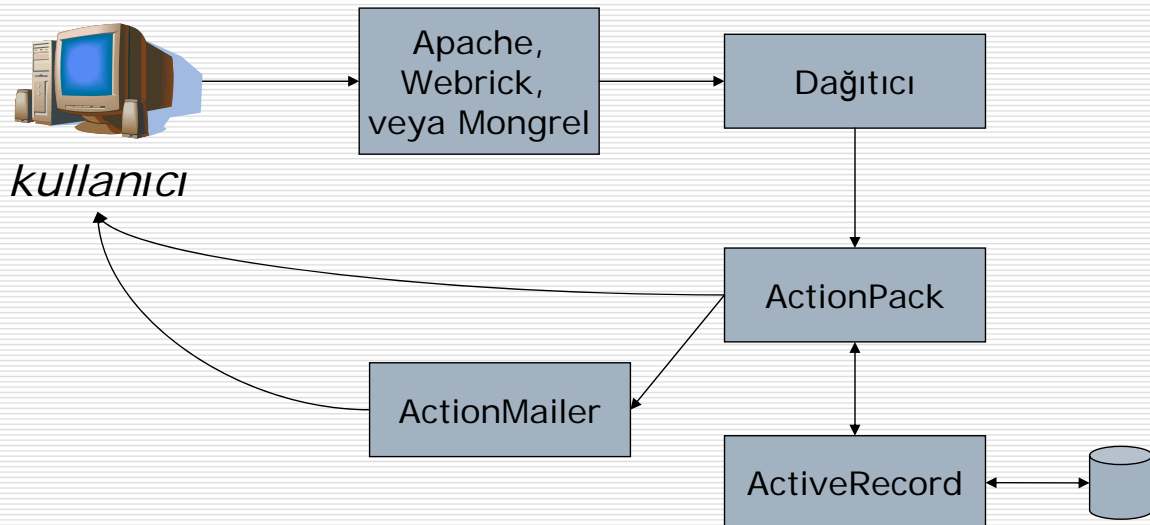 Apache,
Webrick,
veya Mongrel
Dağıtıcı
kullanıcı
ActionPack
ActionMailer
ActiveRecord